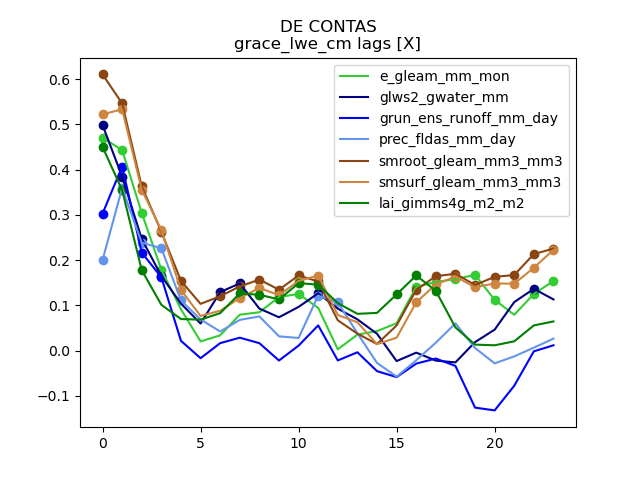 DE CONTAS
grace_lwe_cm lags [X]
e_gleam_mm_mon
glws2_gwater_mm
grun_ens_runoff_mm_day
prec_fldas_mm_day
smroot_gleam_mm3_mm3
smsurf_gleam_mm3_mm3
lai_gimms4g_m2_m2
0.6
0.5
0.4
0.3
0.2
0.1
0.0
−0.1
0 5 10 15 20